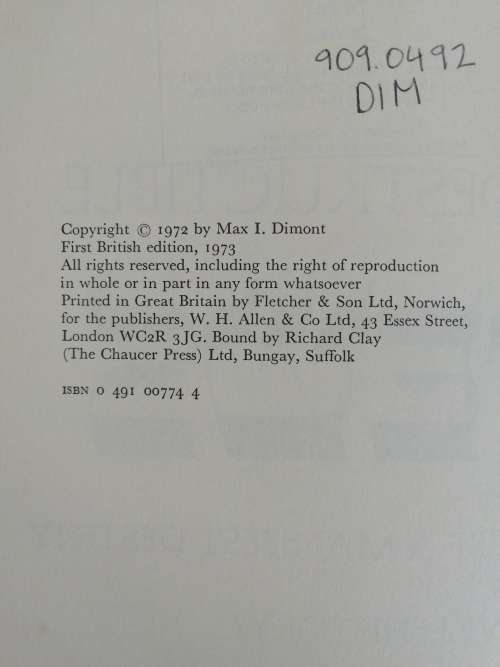 909.0492
DIM
Copyright © 1972 by Max I. Dimont
First British edition, 1973
All rights reserved, including the right of reproduction
in whole or in part in any form whatsoever
Printed in Great Britain by Fletcher & Son Ltd, Norwich,
for the publishers, W. H. Allen & Co Ltd, 43 Essex Street,
London WC2R 3JG. Bound by Richard Clay
(The Chaucer Press) Ltd, Bungay, Suffolk
ISBN 0 491 00774 4